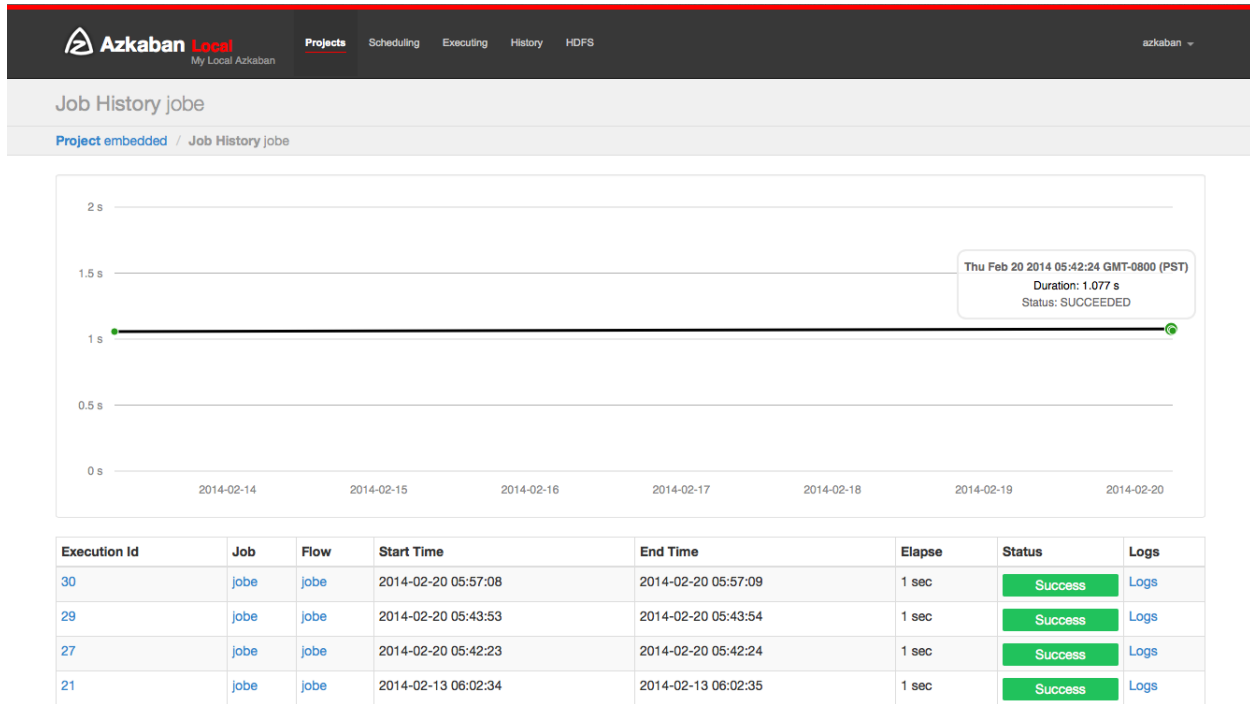 Azkaban Local Projects Scheduling Executing History HDFS azkaban
My Local Azkaban
Job History jobe
Project embedded / Job History jobe
2 s
1.5 s
1 s
0.5 s
0 s
Thu Feb 20 2014 05:42:24 GMT-0800 (PST)
Duration: 1.077 s
Status: SUCCEEDED
2014-02-14 2014-02-15 2014-02-16 2014-02-17 2014-02-18 2014-02-19 2014-02-20
Execution Id Job Flow Start Time End Time Elapse Status Logs
30 jobe jobe 2014-02-20 05:57:08 2014-02-20 05:57:09 1 sec Success Logs
29 jobe jobe 2014-02-20 05:43:53 2014-02-20 05:43:54 1 sec Success Logs
27 jobe jobe 2014-02-20 05:42:23 2014-02-20 05:42:24 1 sec Success Logs
21 jobe jobe 2014-02-13 06:02:34 2014-02-13 06:02:35 1 sec Success Logs